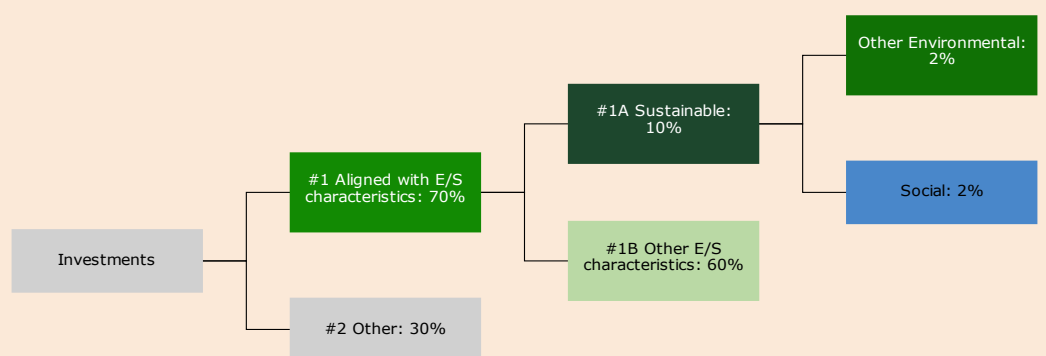 Investments
#1 Aligned with E/S
characteristics: 70%
#2 Other: 30%
#1A Sustainable:
10%
#1B Other E/S
characteristics: 60%
Other Environmental:
2%
Social: 2%